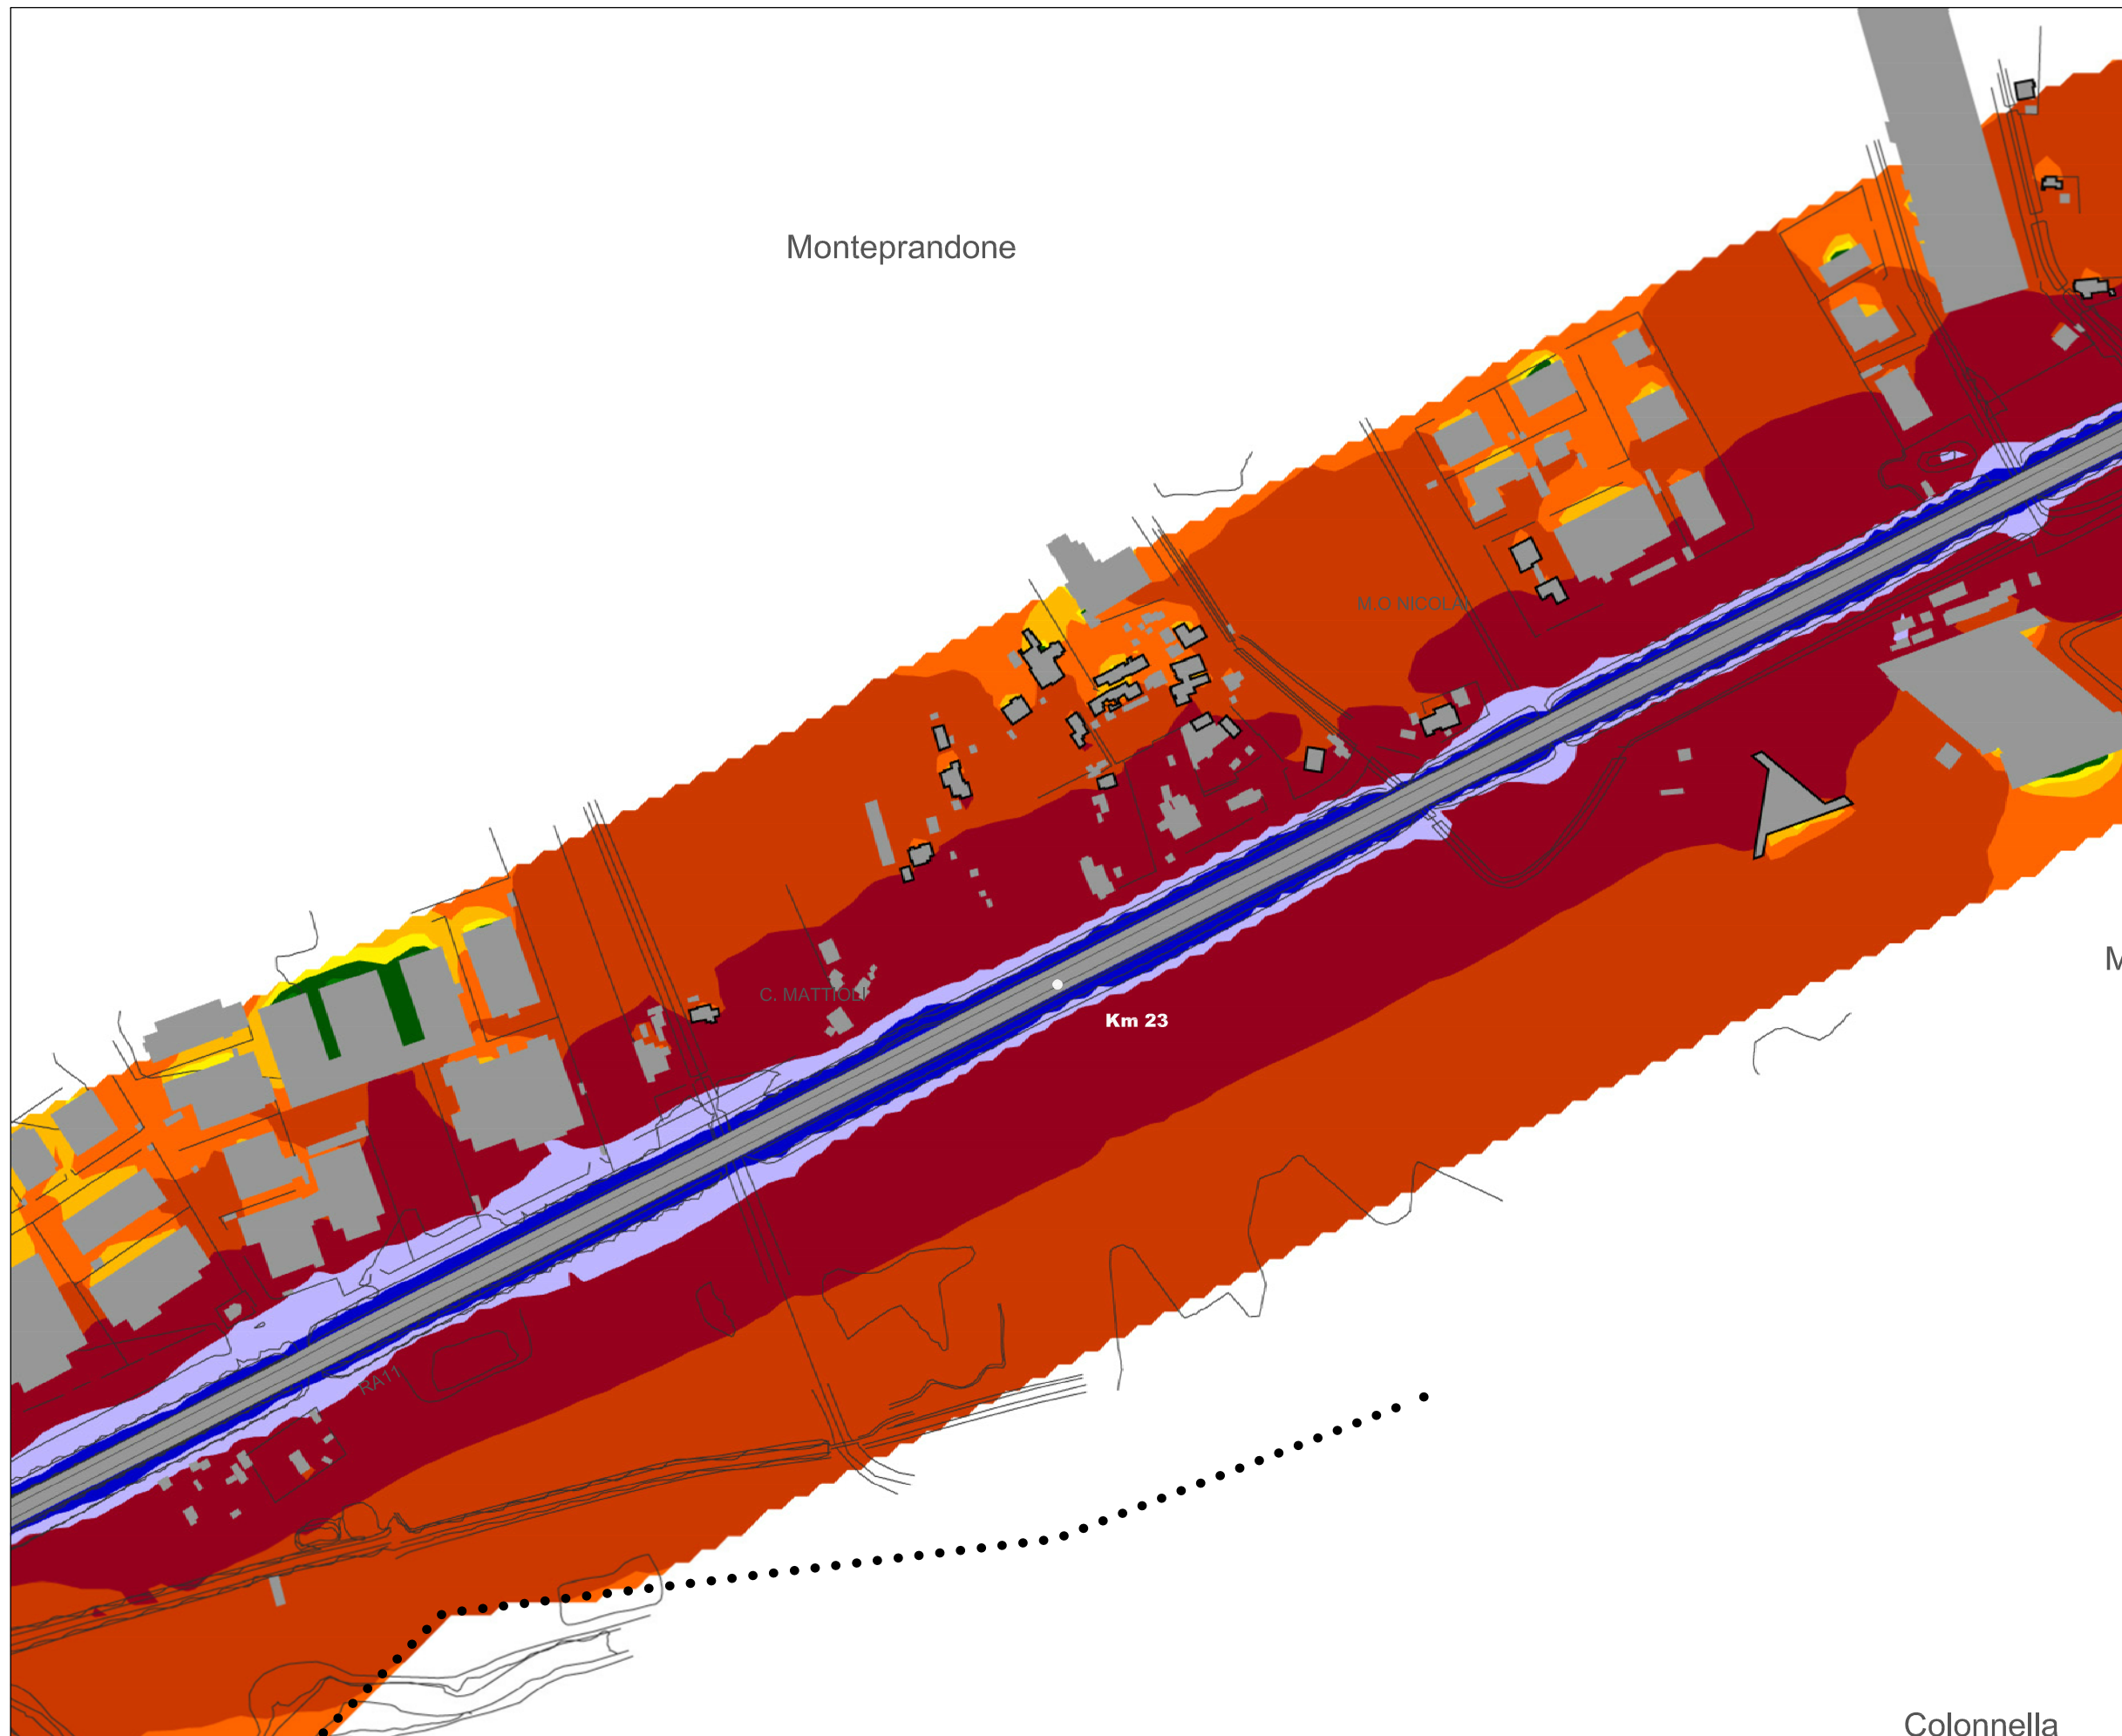 Monteprandone
M.O NICOLAI
M
C. MATTIOLI
Km 23
RA11
Colonnella